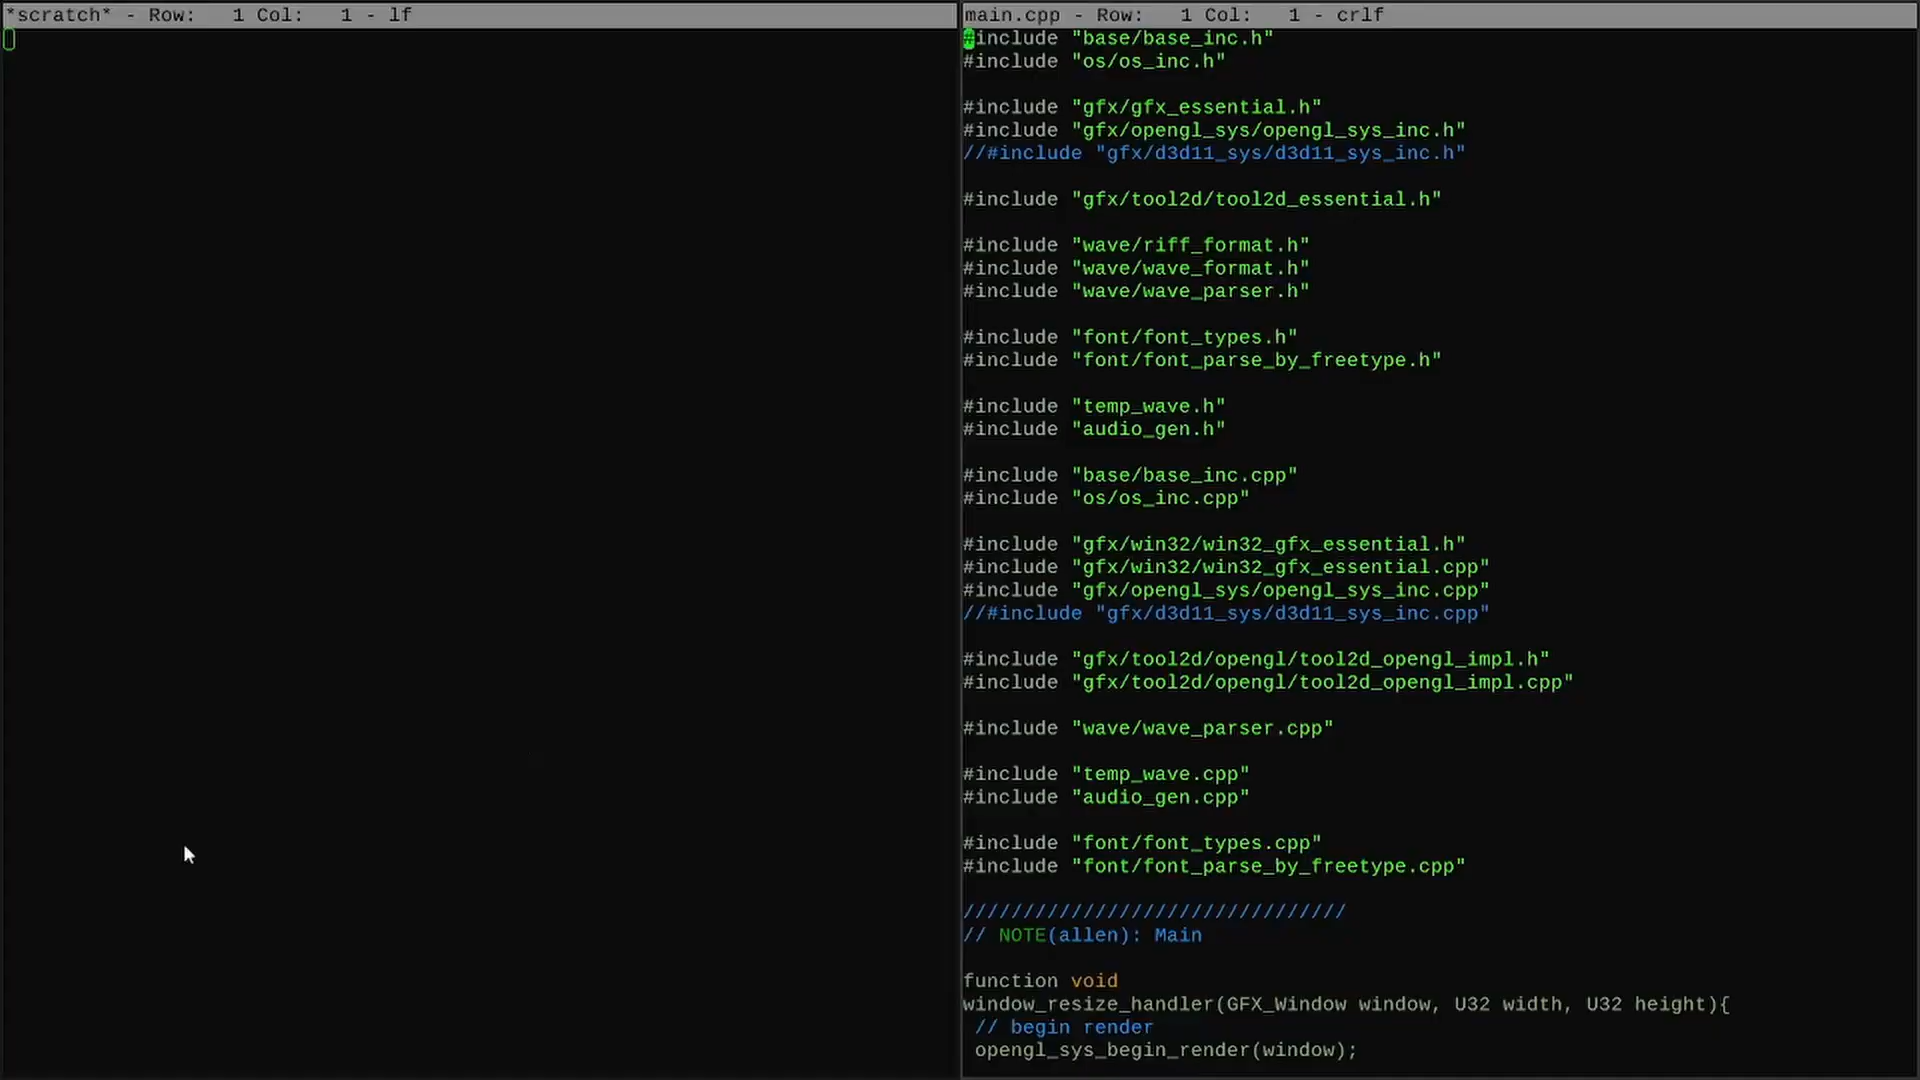 *scratch* - Row:   1 Col:   1 - lf
main.cpp - Row:   1 Col:   1 - crlf
#include "base/base_inc.h"
#include "os/os_inc.h"
#include "gfx/gfx_essential.h"
#include "gfx/opengl_sys/opengl_sys_inc.h"
//#include "gfx/d3d11_sys/d3d11_sys_inc.h"
#include "gfx/tool2d/tool2d_essential.h"
#include "wave/riff_format.h"
#include "wave/wave_format.h"
#include "wave/wave_parser.h"
#include "font/font_types.h"
#include "font/font_parse_by_freetype.h"
#include "temp_wave.h"
#include "audio_gen.h"
#include "base/base_inc.cpp"
#include "os/os_inc.cpp"
#include "gfx/win32/win32_gfx_essential.h"
#include "gfx/win32/win32_gfx_essential.cpp"
#include "gfx/opengl_sys/opengl_sys_inc.cpp"
//#include "gfx/d3d11_sys/d3d11_sys_inc.cpp"
#include "gfx/tool2d/opengl/tool2d_opengl_impl.h"
#include "gfx/tool2d/opengl/tool2d_opengl_impl.cpp"
#include "wave/wave_parser.cpp"
#include "temp_wave.cpp"
#include "audio_gen.cpp"
#include "font/font_types.cpp"
#include "font/font_parse_by_freetype.cpp"
////////////////////////////////
// NOTE(allen): Main
function void
window_resize_handler(GFX_Window window, U32 width, U32 height){
 // begin render
 opengl_sys_begin_render(window);